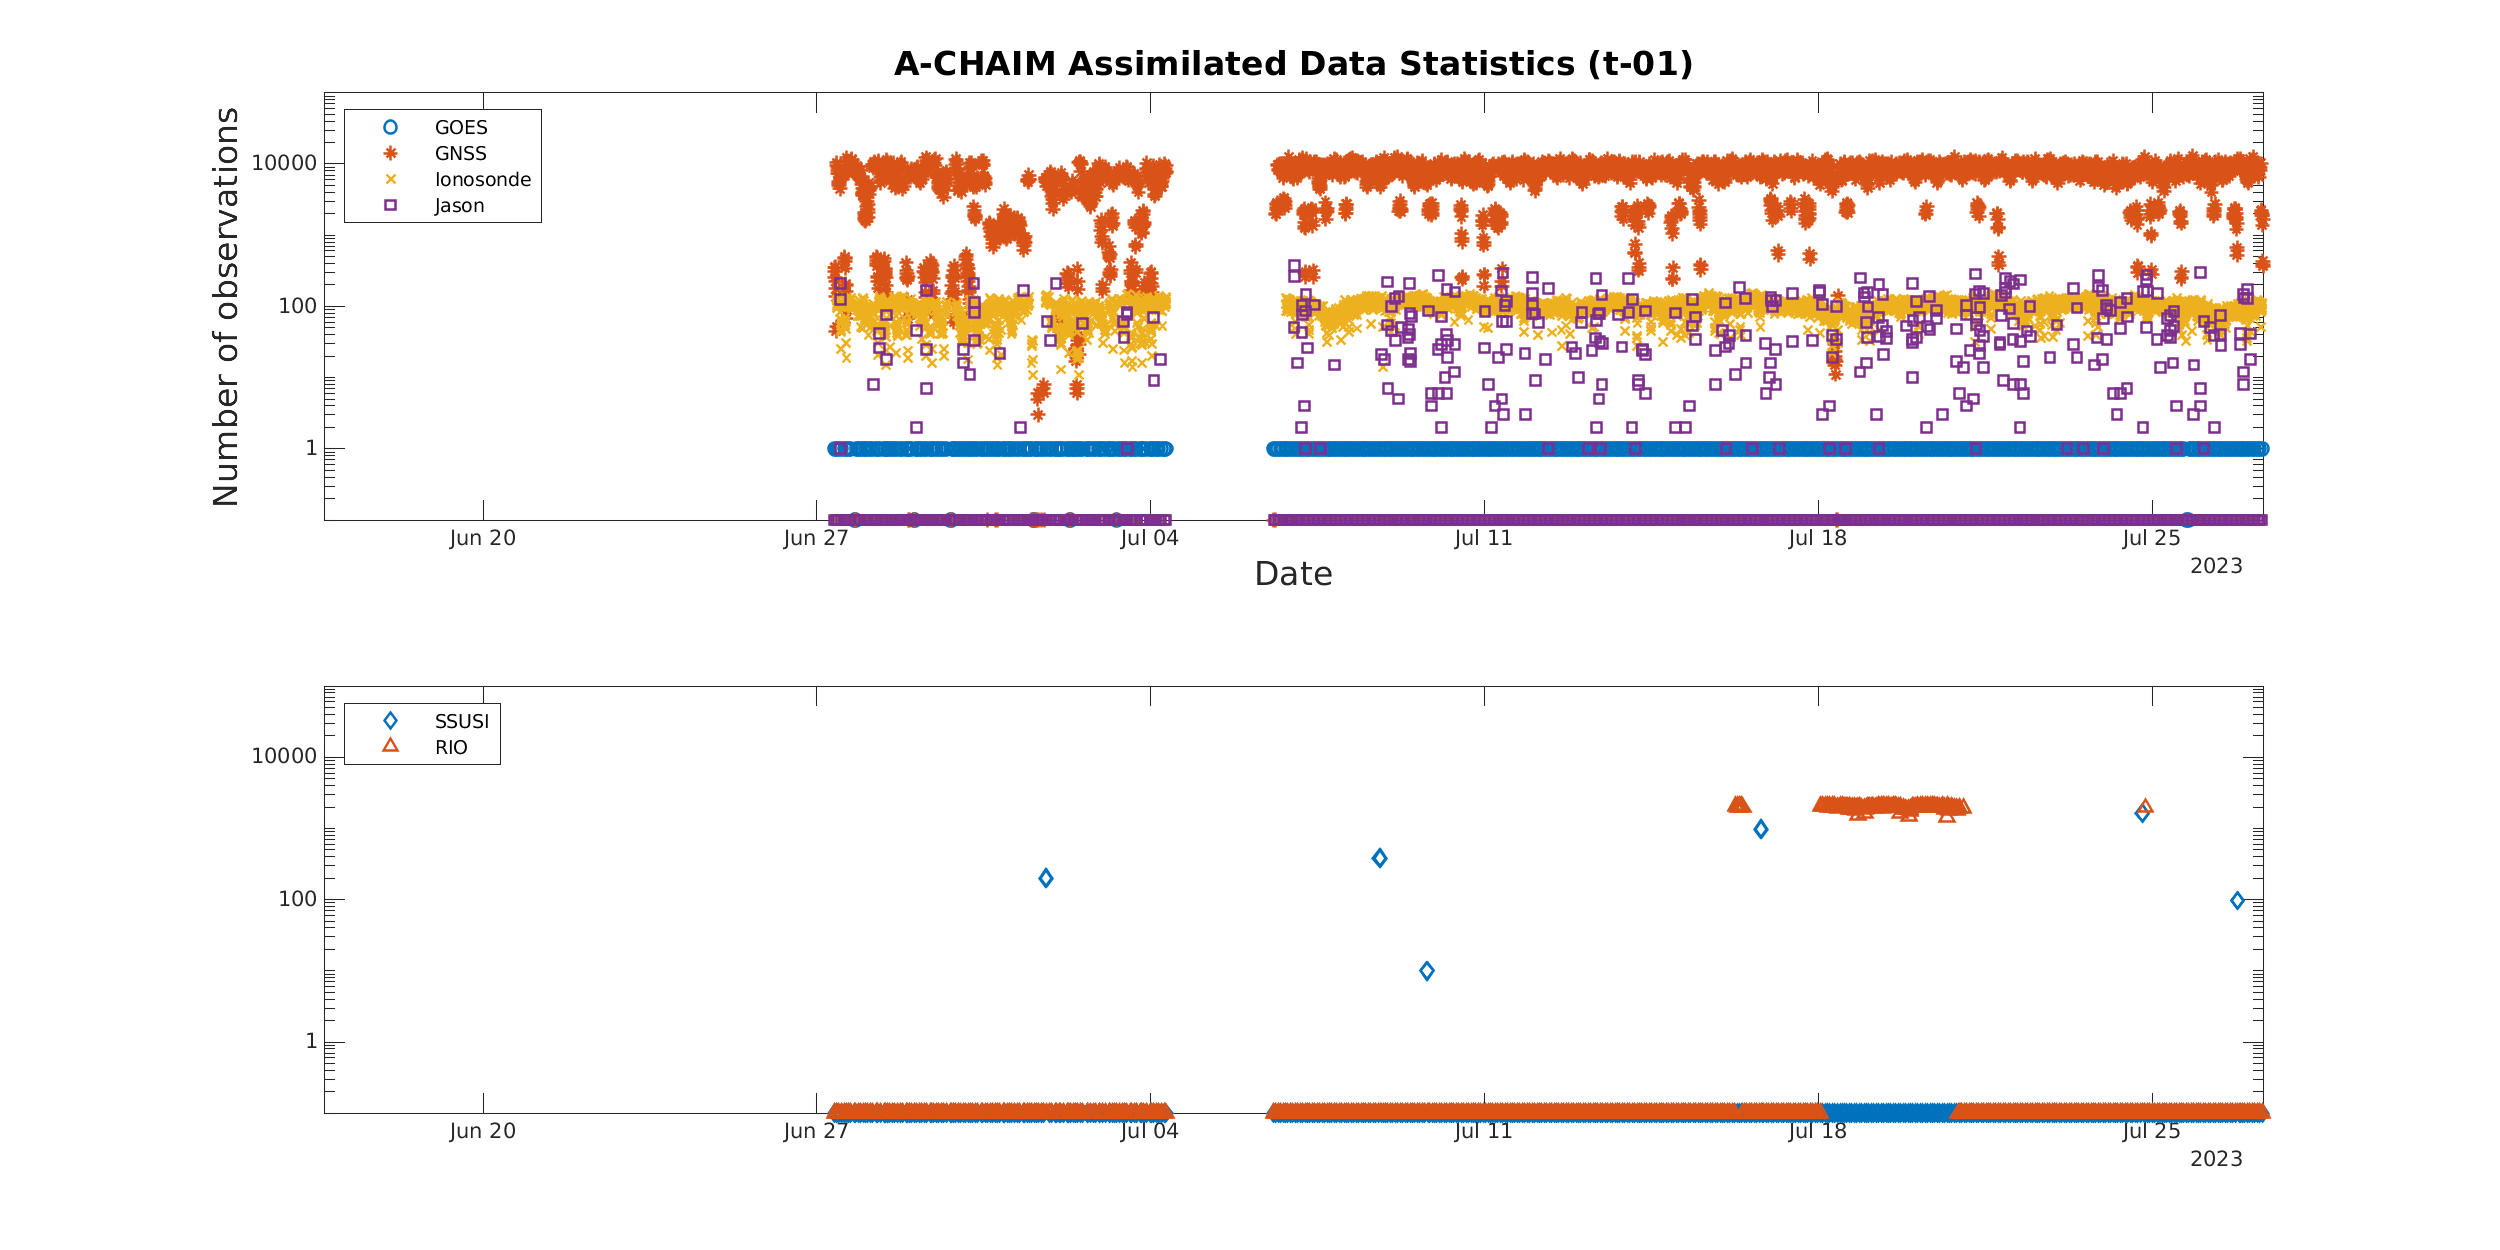 A-CHAIM Assimilated Data Statistics (t-01)
Number of observations
10000
100
1
GOES
GNSS
Ionosonde
Jason
Jun 20
Jun 27
Jul 04
Jul 11
Jul 18
Jul 25
2023
Date
10000
100
1
SSUSI
RIO
Jun 20
Jun 27
Jul 04
Jul 11
Jul 18
Jul 25
2023